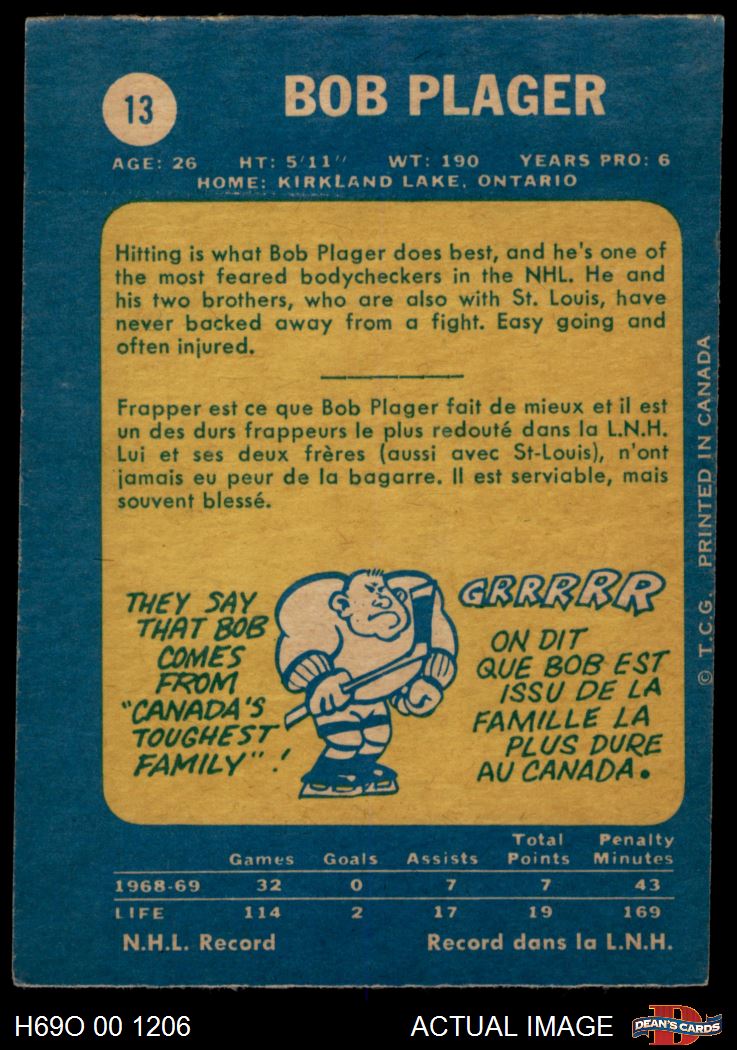 13
BOB PLAGER
AGE: 26 HT: 5'11" WT: 190 YEARS PRO: 6
HOME: KIRKLAND LAKE, ONTARIO
Hitting is what Bob Plager does best, and he's one of
the most feared bodycheckers in the NHL. He and
his two brothers, who are also with St. Louis, have
never backed away from a fight. Easy going and
often injured.
Frapper est ce que Bob Plager fait de mieux et il est
un des durs frappeurs le plus redouté dans la L.N.H.
Lui et ses deux frères (aussi avec St-Louis), n'ont
jamais eu peur de la bagarre. Il est serviable, mais
souvent blessé.
THEY SAY
THAT BOB
COMES
FROM
"CANADA'S
TOUGHEST
FAMILY"!
GRRRRR
ON DIT
QUE BOB EST
ISSU DE LA
FAMILLE LA
PLUS DURE
AU CANADA.
© T.C.G. PRINTED IN CANADA
Games Goals Assists Total Points Penalty Minutes
1968-69 32 0 7 7 43
LIFE 114 2 17 19 169
N.H.L. Record Record dans la L.N.H.
H69O 00 1206 ACTUAL IMAGE
D
DEAN'S CARDS